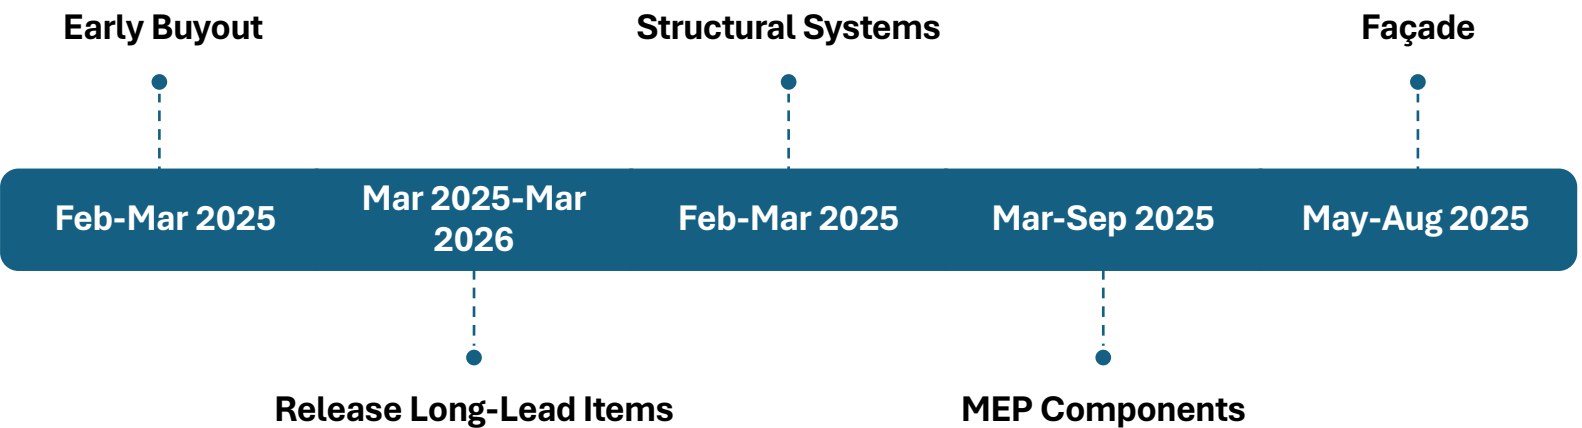 Early Buyout
Structural Systems
Façade
Feb-Mar 2025
Mar 2025-Mar
2026
Feb-Mar 2025
Mar-Sep 2025
May-Aug 2025
Release Long-Lead Items
MEP Components